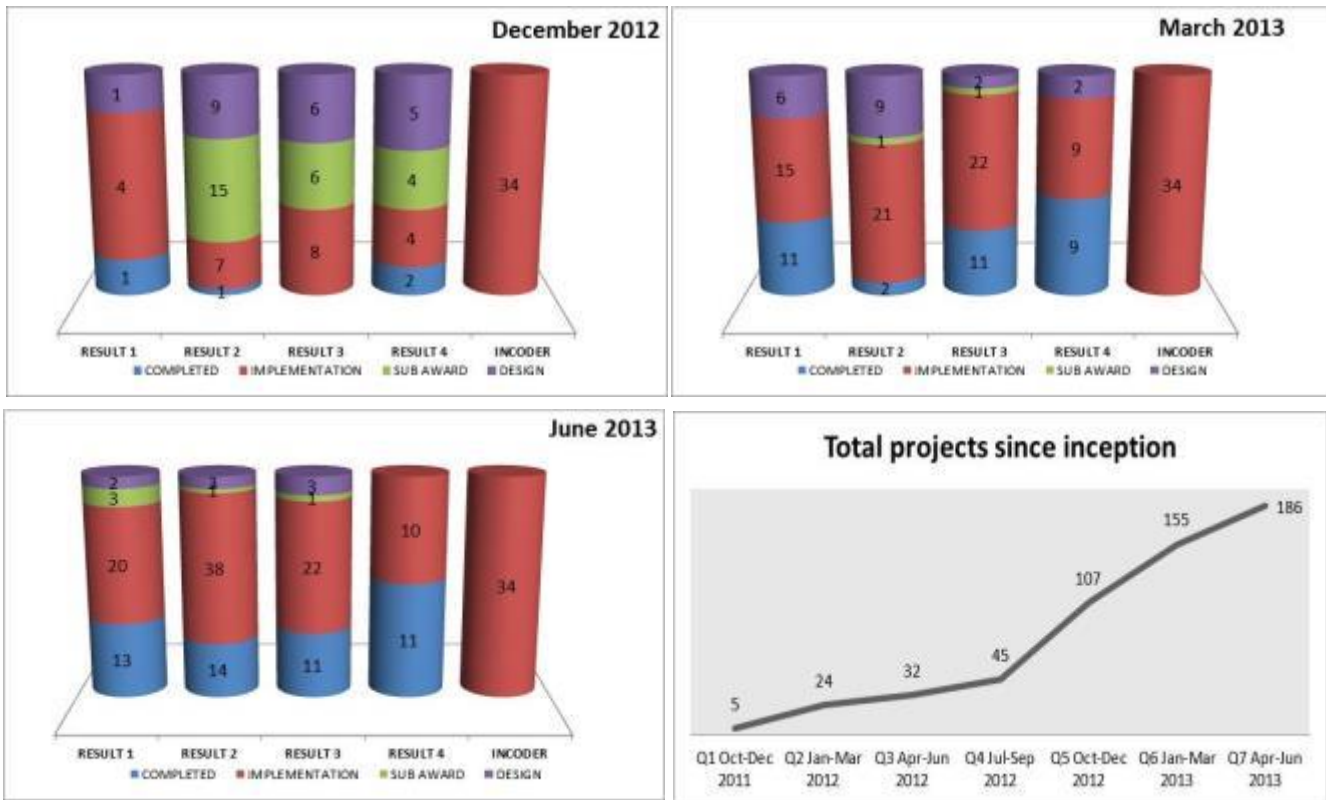 December 2012
1 9 6 5
4 15 6 4 34
7 8 4
1 1 2
RESULT 1 RESULT 2 RESULT 3 RESULT 4 INCODER
COMPLETED IMPLEMENTATION SUB AWARD DESIGN
March 2013
6 9 2 2
1 1
15 21 22 9 34
11 2 11 9
RESULT 1 RESULT 2 RESULT 3 RESULT 4 INCODER
COMPLETED IMPLEMENTATION SUB AWARD DESIGN
June 2013
2 3 3
3 1 1
20 38 22 10 34
13 14 11 11
RESULT 1 RESULT 2 RESULT 3 RESULT 4 INCODER
COMPLETED IMPLEMENTATION SUB AWARD DESIGN
Total projects since inception
5 24 32 45 107 155 186
Q1 Oct-Dec Q2 Jan-Mar Q3 Apr-Jun Q4 Jul-Sep Q5 Oct-Dec Q6 Jan-Mar Q7 Apr-Jun
2011 2012 2012 2012 2012 2013 2013